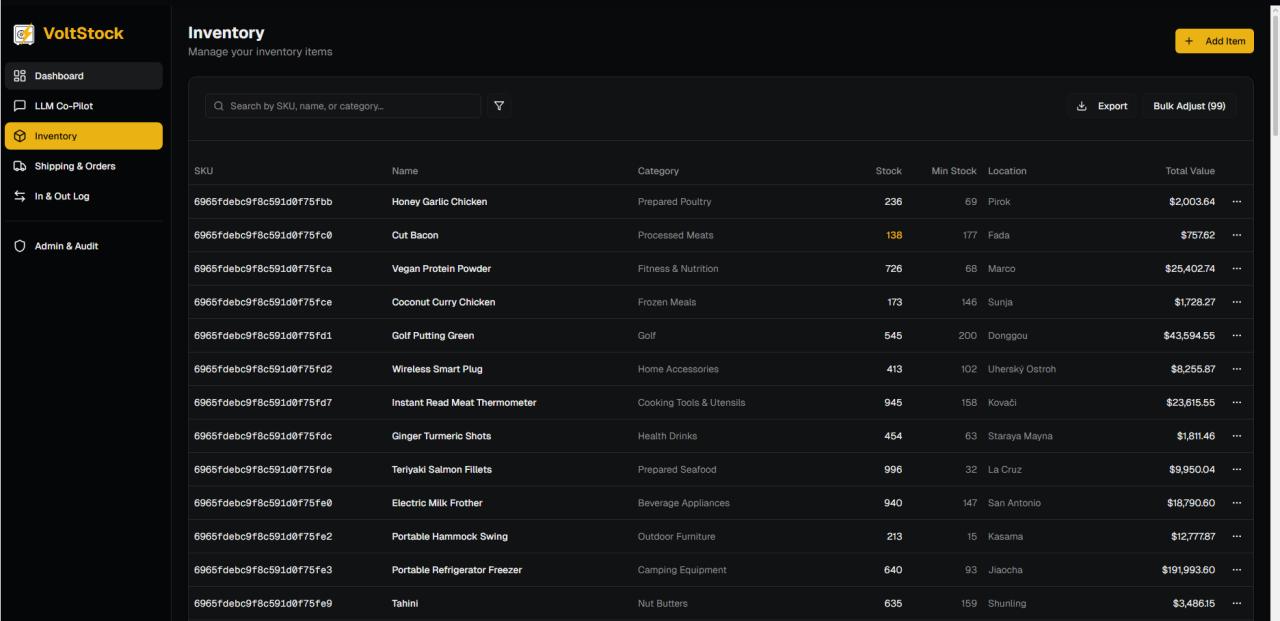 VoltStock
Dashboard
LLM Co-Pilot
Inventory
Shipping & Orders
In & Out Log
Admin & Audit
Inventory
Manage your inventory items
+ Add Item
Search by SKU, name, or category...
Export
Bulk Adjust (99)
SKU Name Category Stock Min Stock Location Total Value
6965fdebc9f8c591d0f75fbb Honey Garlic Chicken Prepared Poultry 236 69 Pirok $2,003.64 ···
6965fdebc9f8c591d0f75fc0 Cut Bacon Processed Meats 138 177 Fada $757.62 ···
6965fdebc9f8c591d0f75fca Vegan Protein Powder Fitness & Nutrition 726 68 Marco $25,402.74 ···
6965fdebc9f8c591d0f75fce Coconut Curry Chicken Frozen Meals 173 146 Sunja $1,728.27 ···
6965fdebc9f8c591d0f75fd1 Golf Putting Green Golf 545 200 Donggou $43,594.55 ···
6965fdebc9f8c591d0f75fd2 Wireless Smart Plug Home Accessories 413 102 Uherský Ostroh $8,255.87 ···
6965fdebc9f8c591d0f75fd7 Instant Read Meat Thermometer Cooking Tools & Utensils 945 158 Kovači $23,615.55 ···
6965fdebc9f8c591d0f75fdc Ginger Turmeric Shots Health Drinks 454 63 Staraya Mayna $1,811.46 ···
6965fdebc9f8c591d0f75fde Teriyaki Salmon Fillets Prepared Seafood 996 32 La Cruz $9,950.04 ···
6965fdebc9f8c591d0f75fe0 Electric Milk Frother Beverage Appliances 940 147 San Antonio $18,790.60 ···
6965fdebc9f8c591d0f75fe2 Portable Hammock Swing Outdoor Furniture 213 15 Kasama $12,777.87 ···
6965fdebc9f8c591d0f75fe3 Portable Refrigerator Freezer Camping Equipment 640 93 Jiaocha $191,993.60 ···
6965fdebc9f8c591d0f75fe9 Tahini Nut Butters 635 159 Shunling $3,486.15 ···